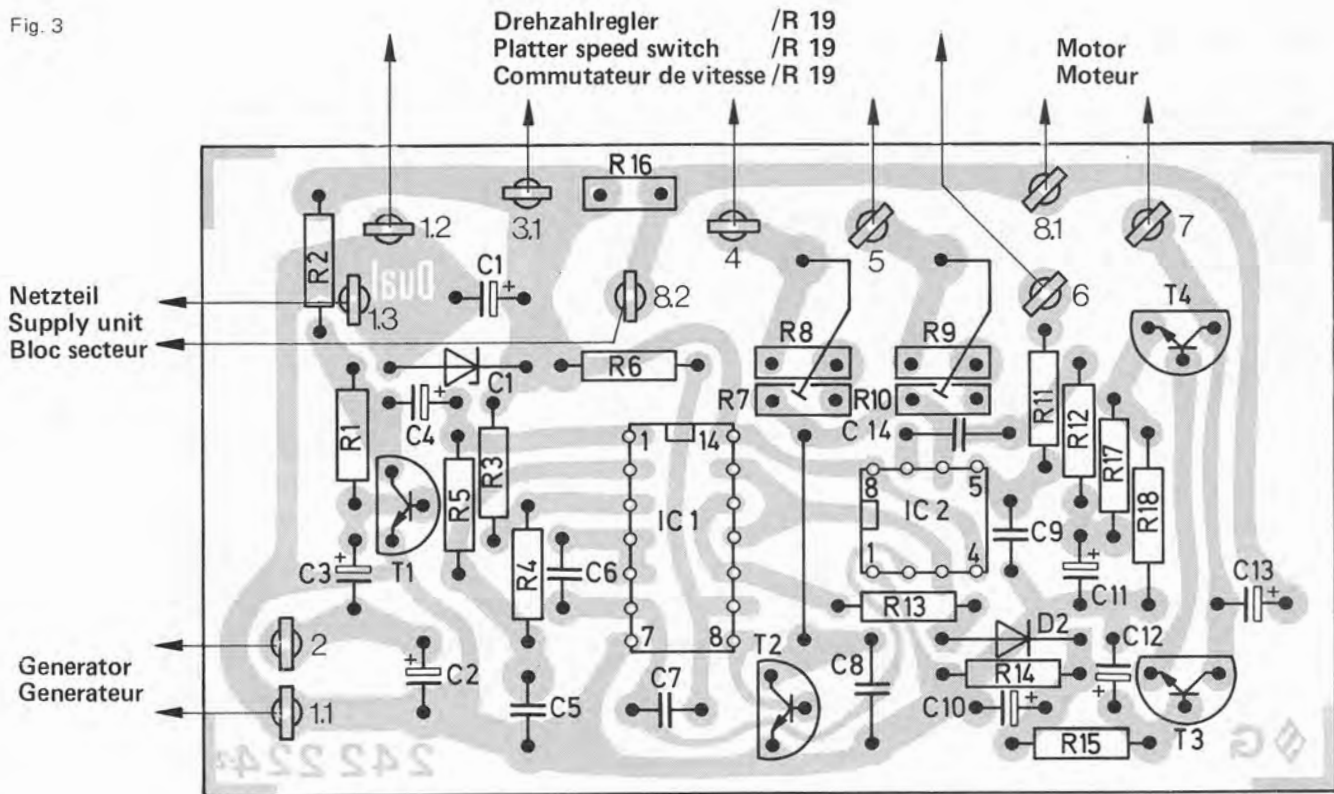 Fig. 3
Drehzahlregler /R 19
Platter speed switch /R 19
Commutateur de vitesse /R 19
Motor
Moteur
Netzteil
Supply unit
Bloc secteur
Generator
Generateur
R16
R2
1.2
3.1
4
5
8.1
7
1.3
Dual
C1
+
8.2
6
T4
C1
R6
R8
R9
R7
R10
R11
R12
R1
C4
+
R5
R3
C 14
R17
R18
1
14
IC 1
7
8
8
5
IC 2
1
4
C9
T1
C3
+
R4
C6
R13
C11
+
C13
+
2
C2
+
1.1
C5
C7
T2
C8
D2
R14
C12
+
C10
+
R15
T3
242 224
G